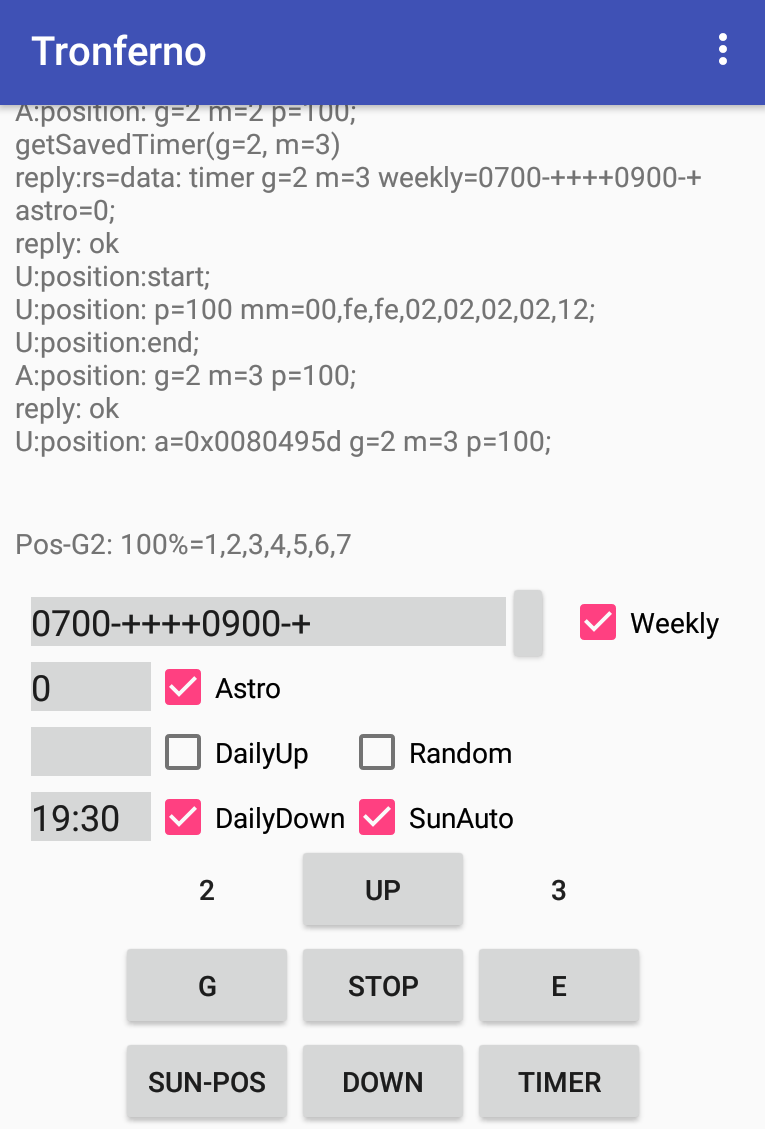 Tronferno
A:position: g=2 m=2 p=100;
getSavedTimer(g=2, m=3)
reply:rs=data: timer g=2 m=3 weekly=0700-++++0900-+
astro=0;
reply: ok
U:position:start;
U:position: p=100 mm=00,fe,fe,02,02,02,02,12;
U:position:end;
A:position: g=2 m=3 p=100;
reply: ok
U:position: a=0x0080495d g=2 m=3 p=100;
Pos-G2: 100%=1,2,3,4,5,6,7
0700-++++0900-+ Weekly
0 Astro
DailyUp Random
19:30 DailyDown SunAuto
2 UP 3
G STOP E
SUN-POS DOWN TIMER